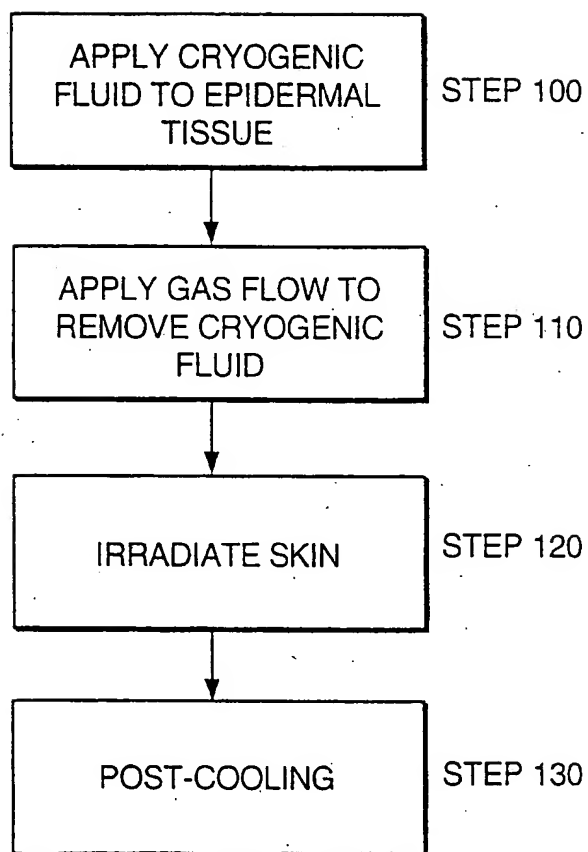 APPLY CRYOGENIC
FLUID TO EPIDERMAL
TISSUE
STEP 100
APPLY GAS FLOW TO
REMOVE CRYOGENIC
FLUID
STEP 110
IRRADIATE SKIN
STEP 120
POST-COOLING
STEP 130